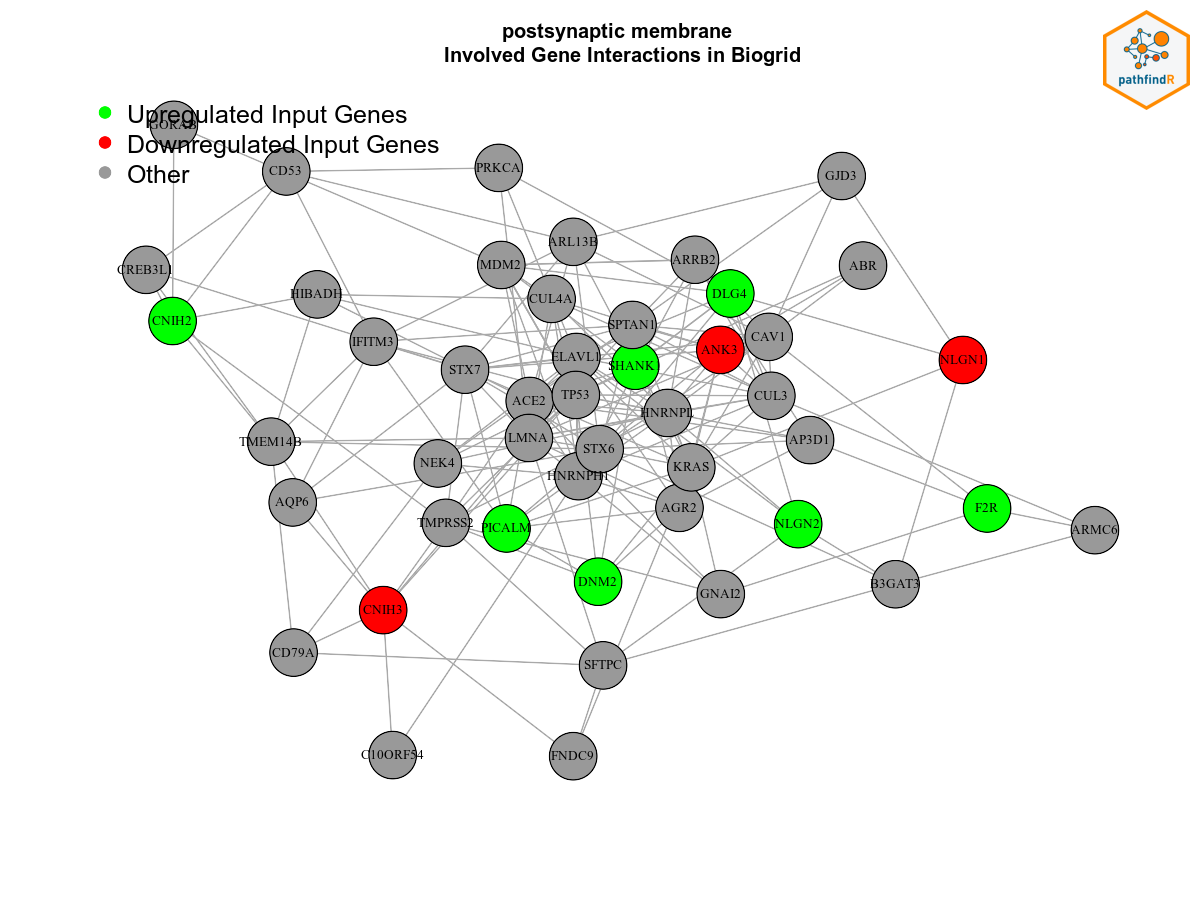 postsynaptic membrane
Involved Gene Interactions in Biogrid
pathfindR
Upregulated Input Genes
GORAB
Downregulated Input Genes
Other
CD53
PRKCA
GJD3
ARL13B
MDM2
ARRB2
ABR
CREB3L1
HIBADH
CUL4A
DLG4
CNIH2
IFITM3
SPTAN1
CAV1
ELAVL1
ANK3
NLGN1
STX7
SHANK
ACE2
TP53
CUL3
HNRNPL
TMEM14B
LMNA
STX6
AP3D1
NEK4
HNRNPH1
KRAS
AQP6
TMPRSS2
PICALM
AGR2
NLGN2
F2R
ARMC6
DNM2
GNAI2
B3GAT3
CNIH3
CD79A
SFTPC
C10ORF54
FNDC9